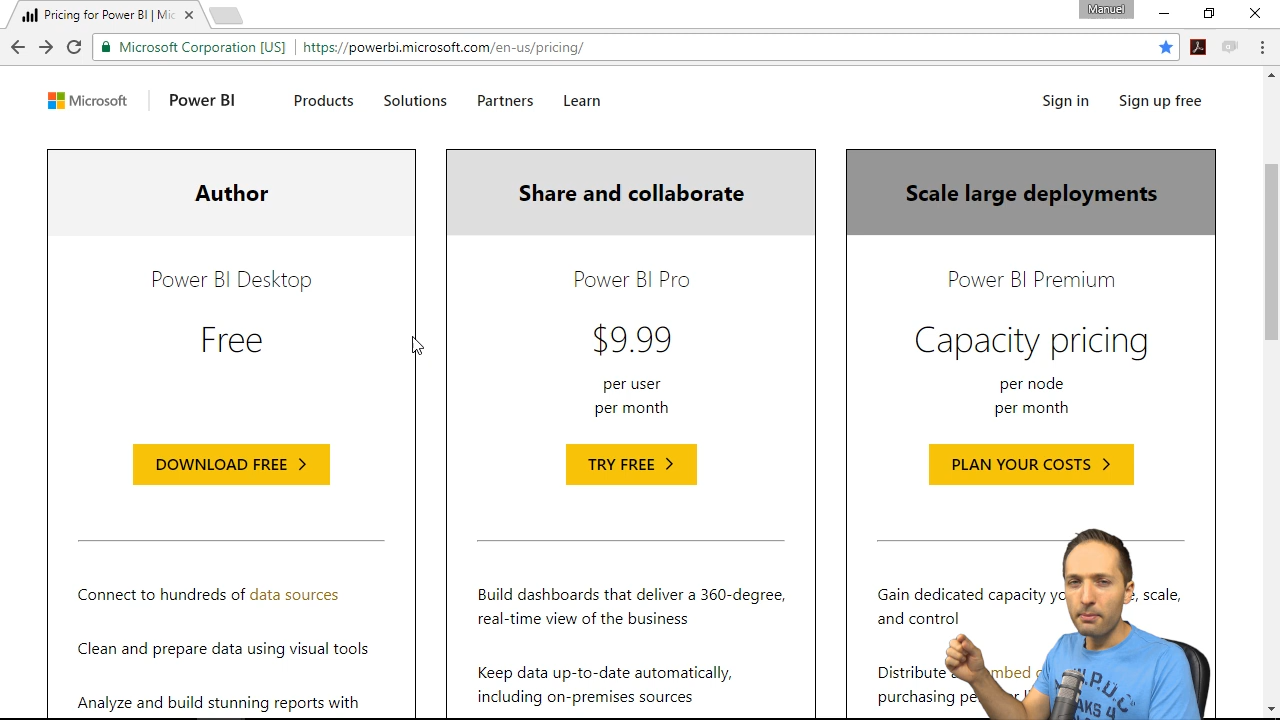 Pricing for Power BI | Mic
Manuel
Microsoft Corporation [US]
https://powerbi.microsoft.com/en-us/pricing/
Microsoft
Power BI
Products
Solutions
Partners
Learn
Sign in
Sign up free
Author
Power BI Desktop
Free
DOWNLOAD FREE
Connect to hundreds of data sources
Clean and prepare data using visual tools
Analyze and build stunning reports with
Share and collaborate
Power BI Pro
$9.99
per user
per month
TRY FREE
Build dashboards that deliver a 360-degree,
real-time view of the business
Keep data up-to-date automatically,
including on-premises sources
Scale large deployments
Power BI Premium
Capacity pricing
per node
per month
PLAN YOUR COSTS
Gain dedicated capacity scale,
and control
Distribute
purchasing